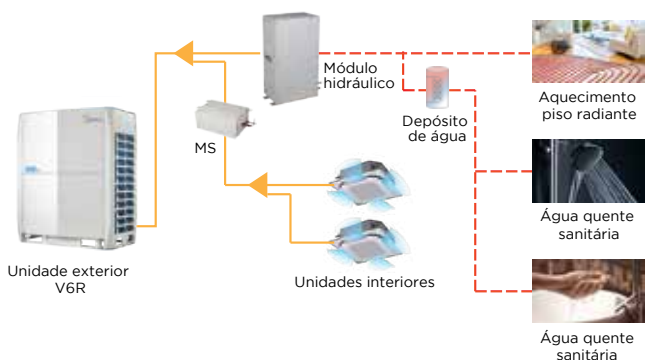 Módulo
hidráulico
MS
Depósito
de água
Aquecimento
piso radiante
Água quente
sanitária
Unidade exterior
V6R
Unidades interiores
Água quente
sanitária